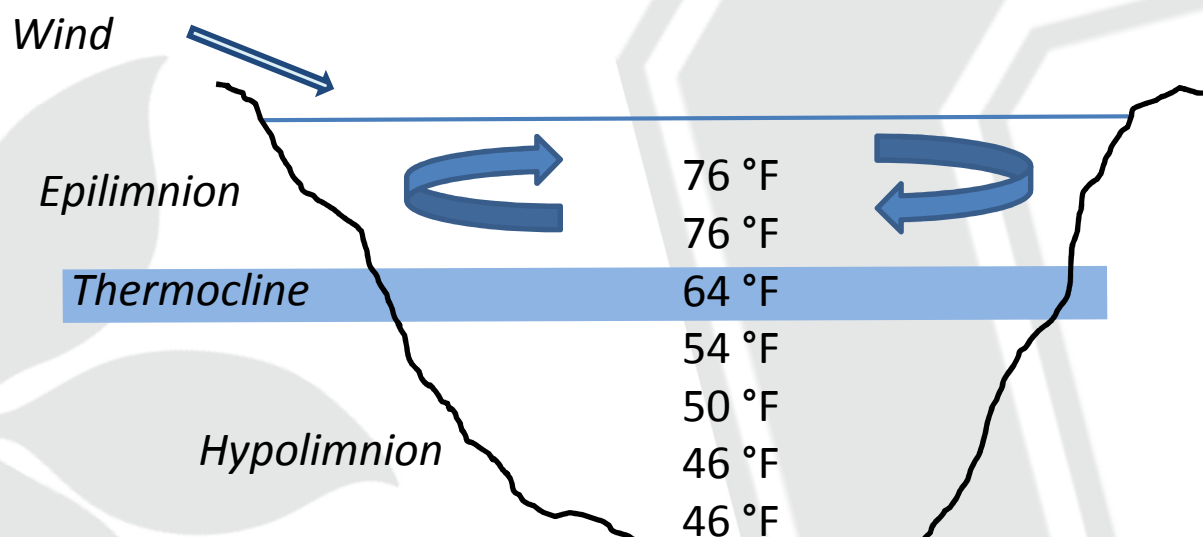 Wind
Epilimnion
76 °F
76 °F
Thermocline
64 °F
54 °F
50 °F
Hypolimnion
46 °F
46 °F